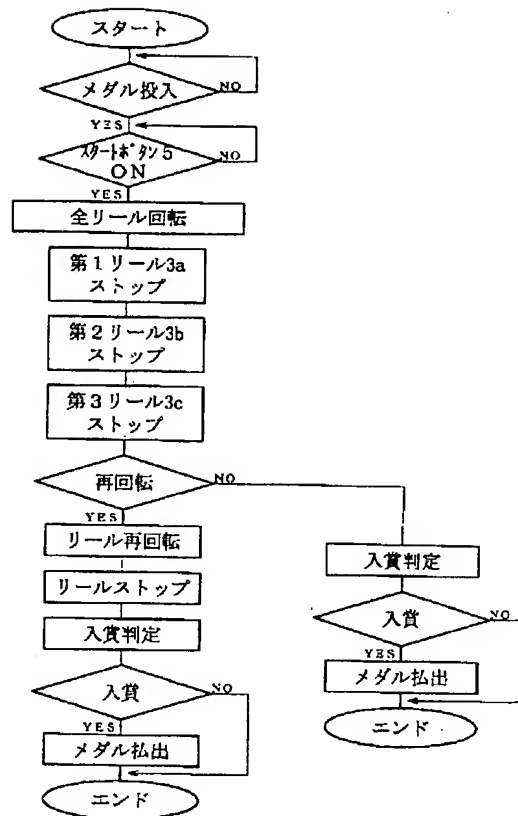 スタート
メダル投入
NO
YES
スタートボタン5
ON
NO
YES
全リール回転
第1リール3a
ストップ
第2リール3b
ストップ
第3リール3c
ストップ
再回転
NO
YES
リール再回転
リールストップ
入賞判定
入賞
NO
YES
メダル払出
エンド
入賞判定
入賞
NO
YES
メダル払出
エンド